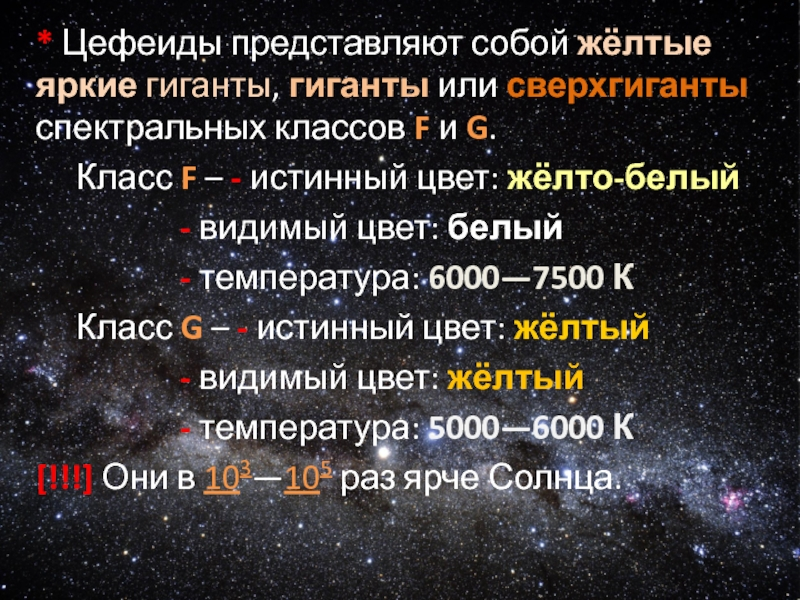 * Цефеиды представляют собой жёлтые
яркие гиганты, гиганты или сверхгиганты
спектральных классов F и G.
Класс F – - истинный цвет: жёлто-белый
- видимый цвет: белый
- температура: 6000—7500 К
Класс G – - истинный цвет: жёлтый
- видимый цвет: жёлтый
- температура: 5000—6000 К
[!!!] Они в 10³—10⁵ раз ярче Солнца.